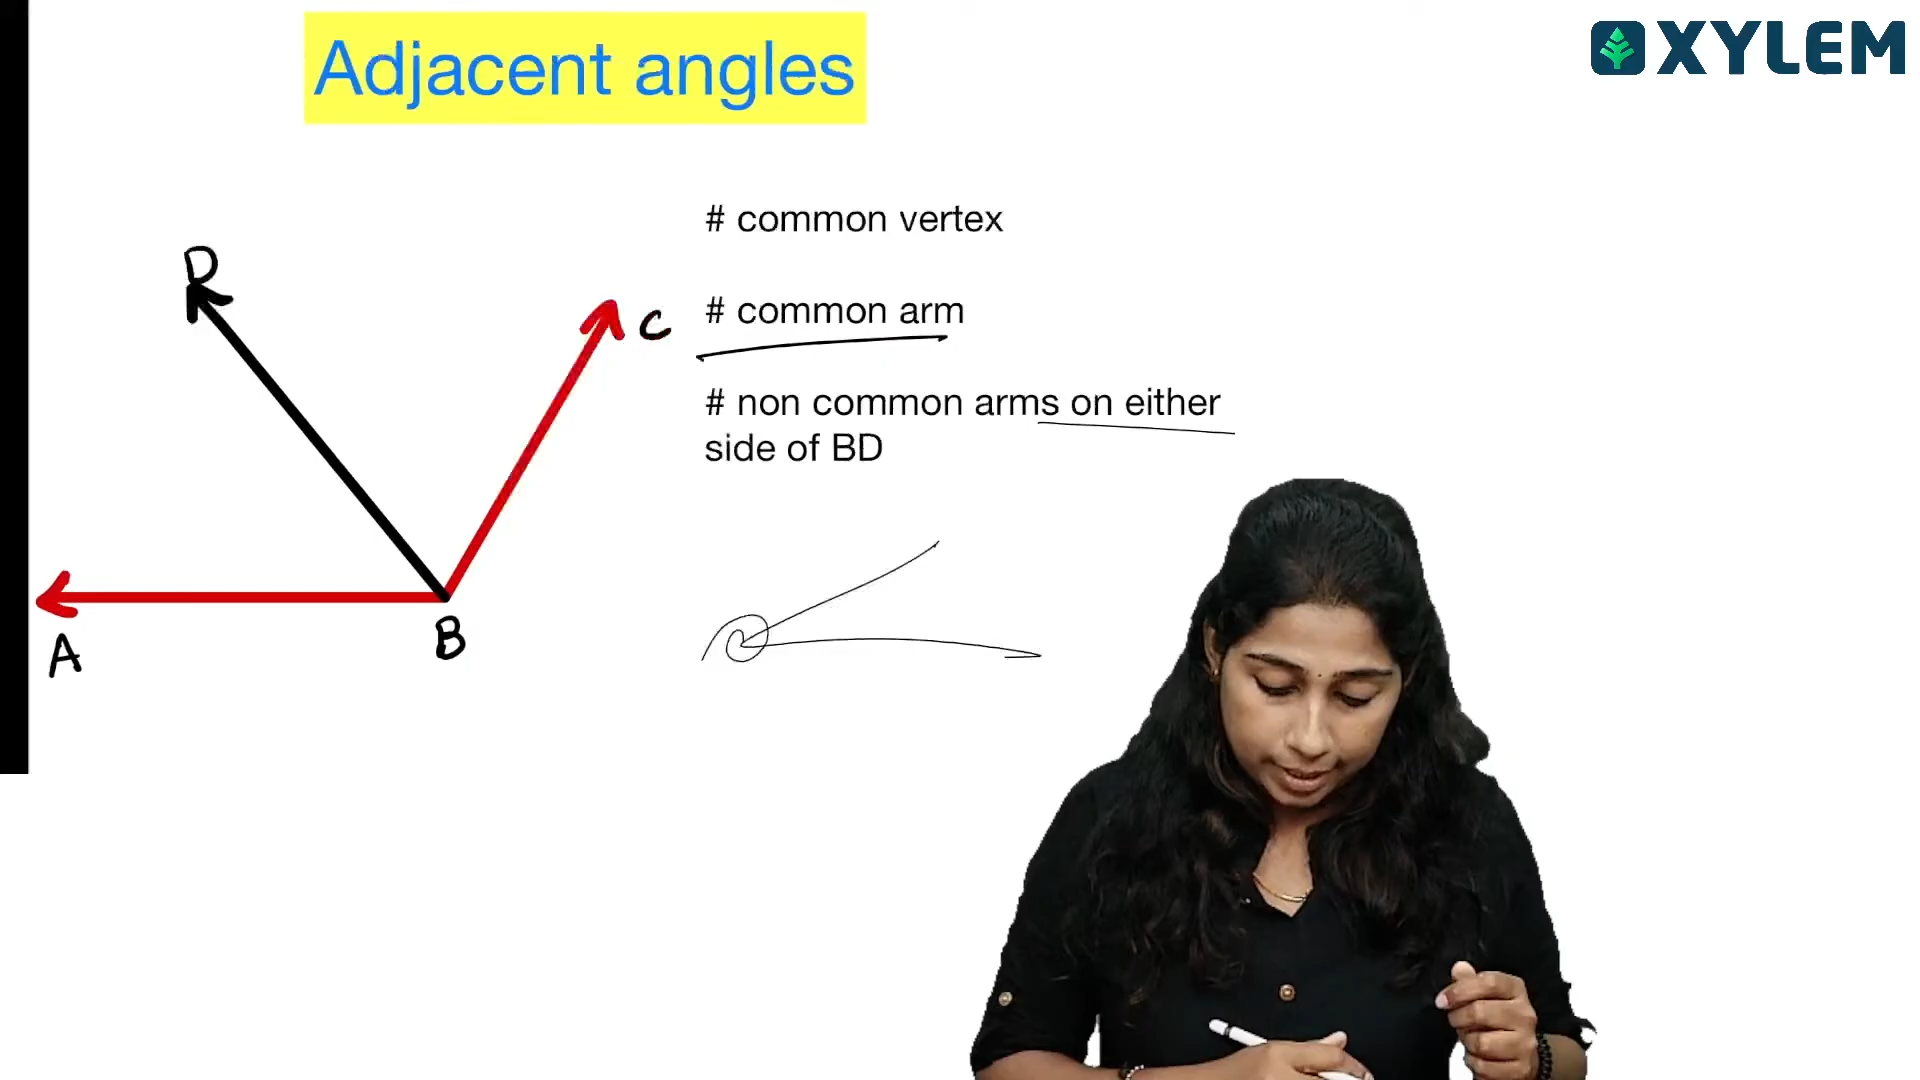 Adjacent angles
XYLEM
# common vertex
D
# common arm
C
# non common arms on either
side of BD
B
A